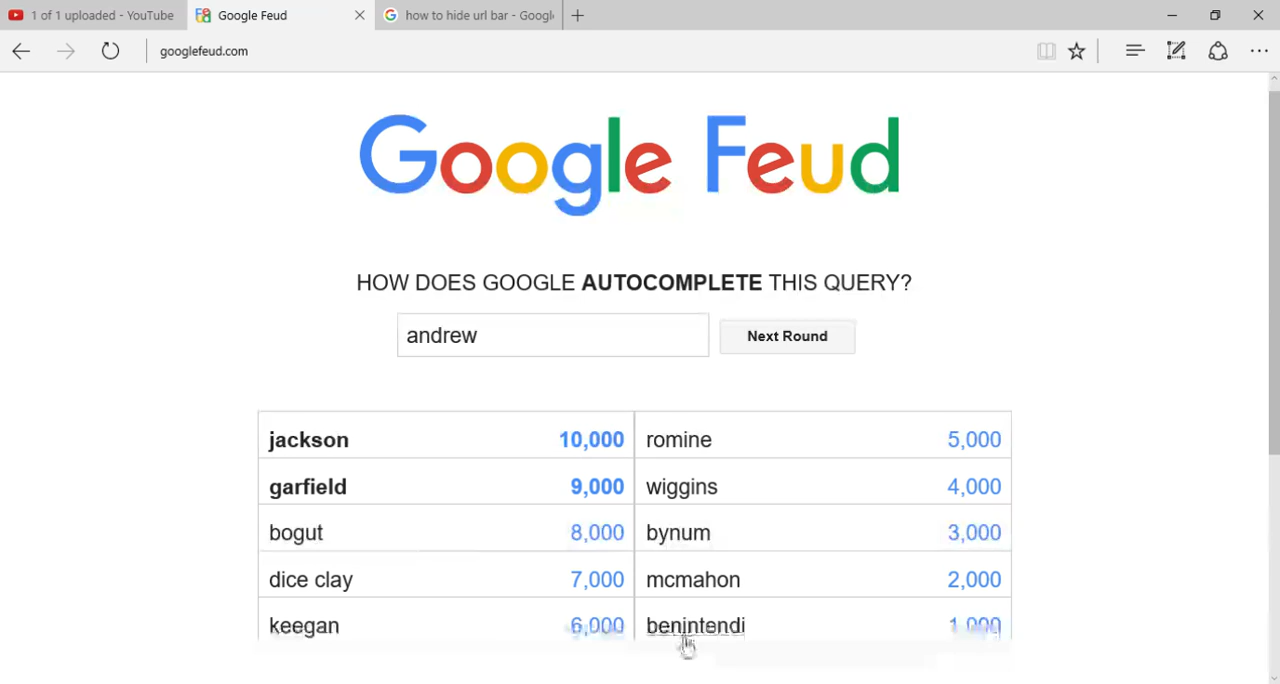 1 of 1 uploaded - YouTube
Google Feud
how to hide url bar - Googl
googlefeud.com
Google Feud
HOW DOES GOOGLE AUTOCOMPLETE THIS QUERY?
andrew
Next Round
jackson 10,000 romine 5,000
garfield 9,000 wiggins 4,000
bogut 8,000 bynum 3,000
dice clay 7,000 mcmahon 2,000
keegan 6,000 benintendi 1,000